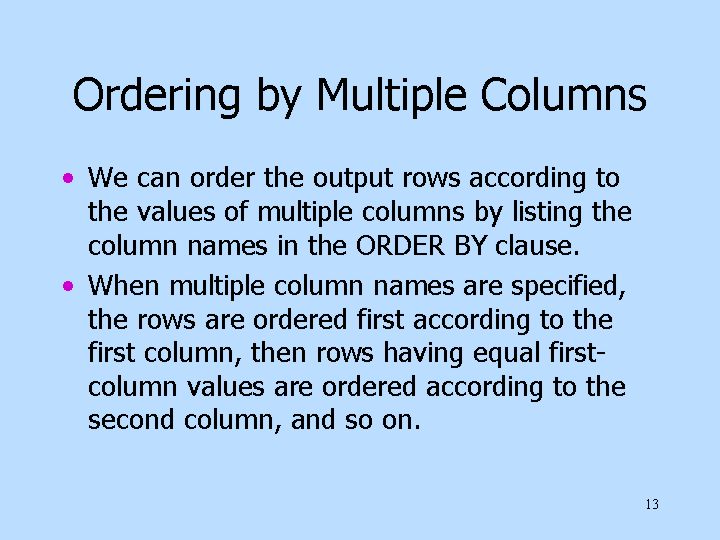 Ordering by Multiple Columns
• We can order the output rows according to
the values of multiple columns by listing the
column names in the ORDER BY clause.
• When multiple column names are specified,
the rows are ordered first according to the
first column, then rows having equal first-
column values are ordered according to the
second column, and so on.
13